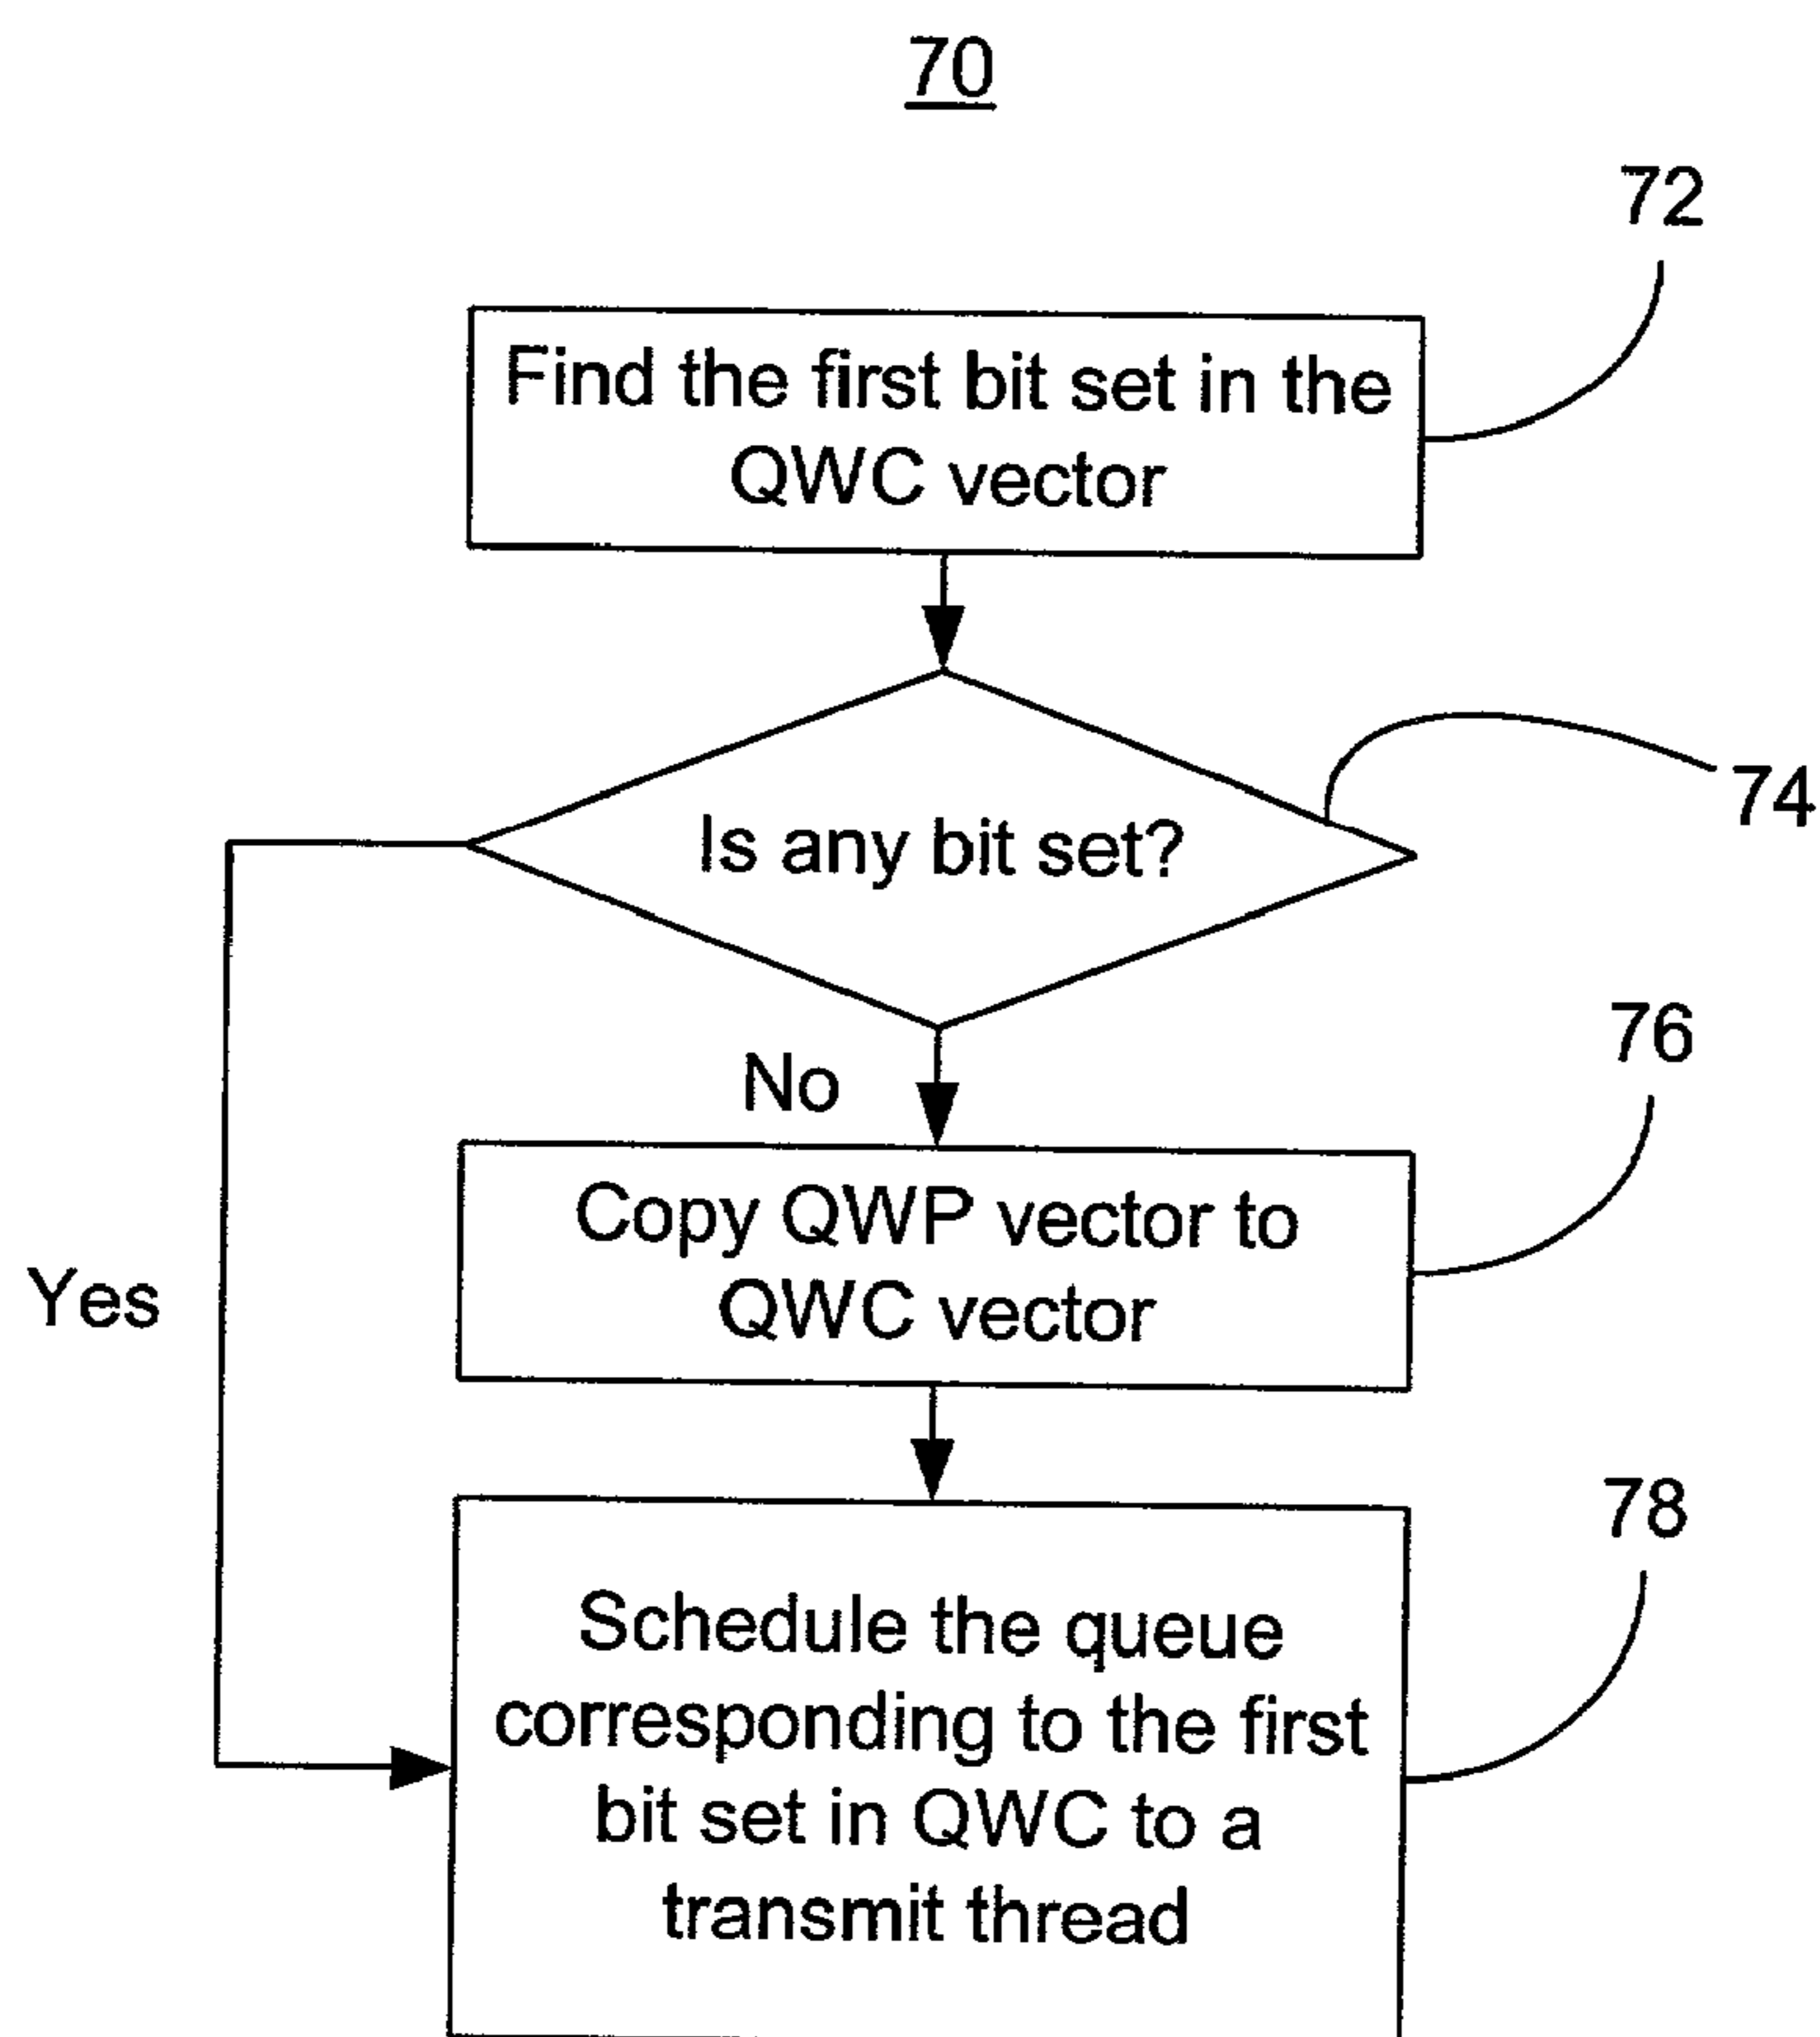 70
72
Find the first bit set in the
QWC vector
74
Is any bit set?
76
No
Copy QWP vector to
QWC vector
Yes
78
Schedule the queue
corresponding to the first
bit set in QWC to a
transmit thread